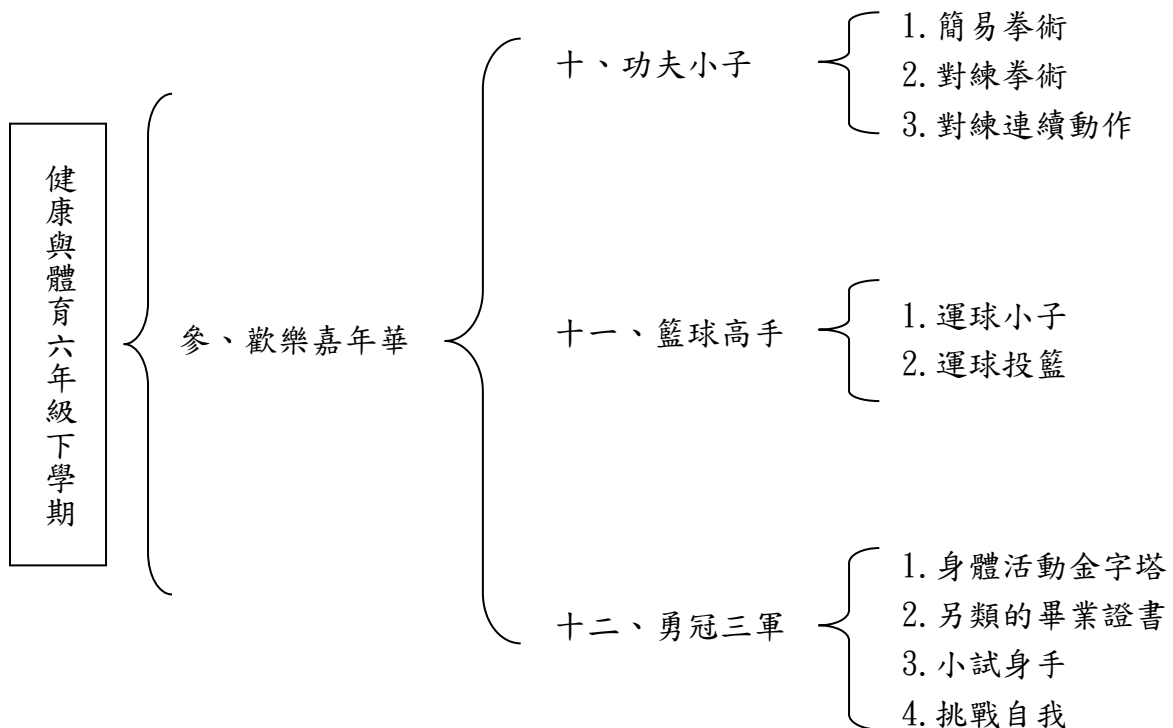 健康與體育六年級下學期
參、歡樂嘉年華
十、功夫小子
1.簡易拳術
2.對練拳術
3.對練連續動作
十一、籃球高手
1.運球小子
2.運球投籃
十二、勇冠三軍
1.身體活動金字塔
2.另類的畢業證書
3.小試身手
4.挑戰自我